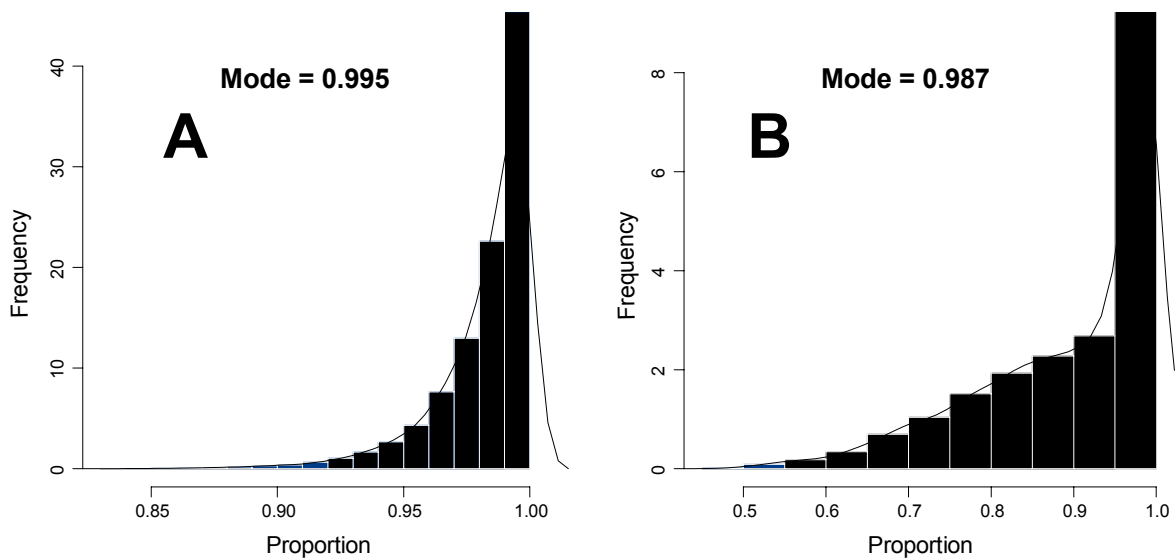 Mode = 0.995
A
Frequency
40
30
20
10
0
0.85 0.90 0.95 1.00
Proportion
Mode = 0.987
B
Frequency
8
6
4
2
0
0.5 0.6 0.7 0.8 0.9 1.0
Proportion